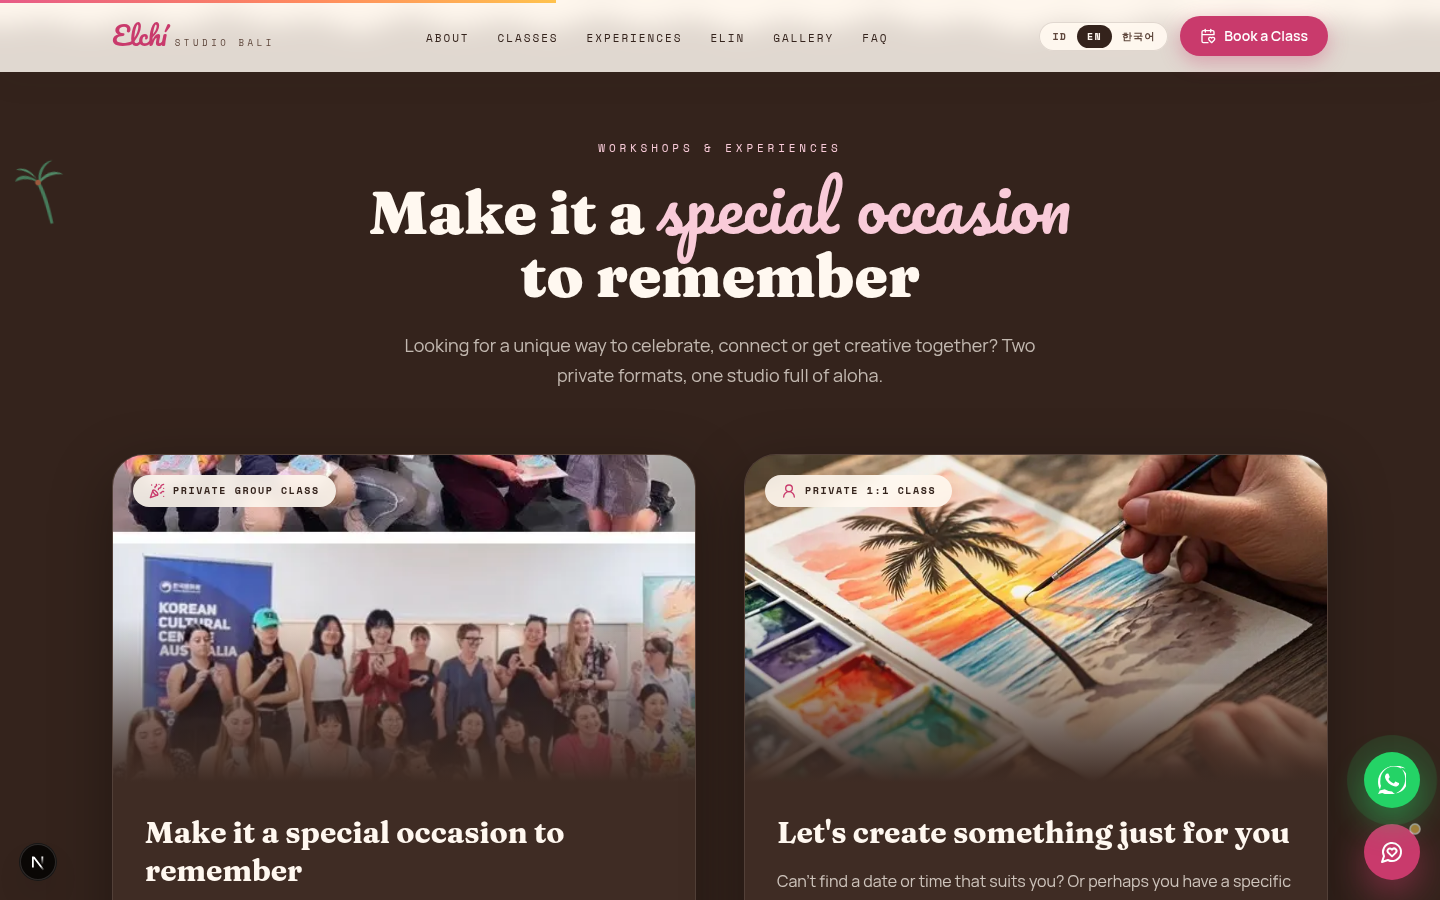 Elchi STUDIO BALI
ABOUT CLASSES EXPERIENCES ELIN GALLERY FAQ
ID EN 한국어
Book a Class
WORKSHOPS & EXPERIENCES
Make it a special occasion
to remember
Looking for a unique way to celebrate, connect or get creative together? Two
private formats, one studio full of aloha.
PRIVATE GROUP CLASS
KOREAN
CULTURAL
CENTRE
AUSTRALIA
Make it a special occasion to
remember
PRIVATE 1:1 CLASS
Let's create something just for you
Can't find a date or time that suits you? Or perhaps you have a specific
N